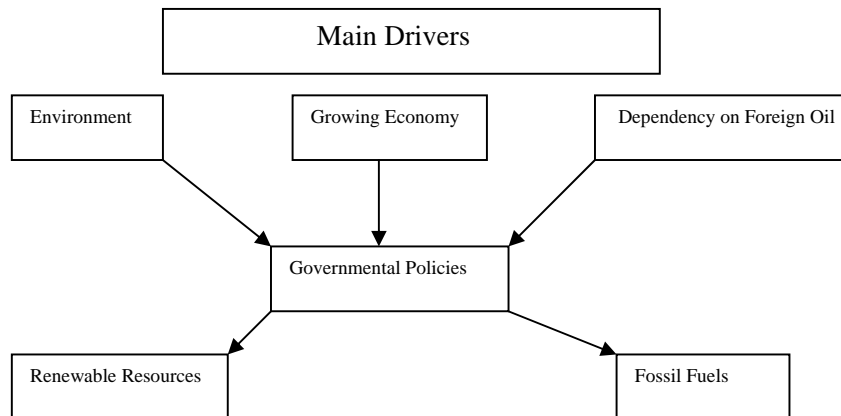 Main Drivers
Environment
Growing Economy
Dependency on Foreign Oil
Governmental Policies
Renewable Resources
Fossil Fuels